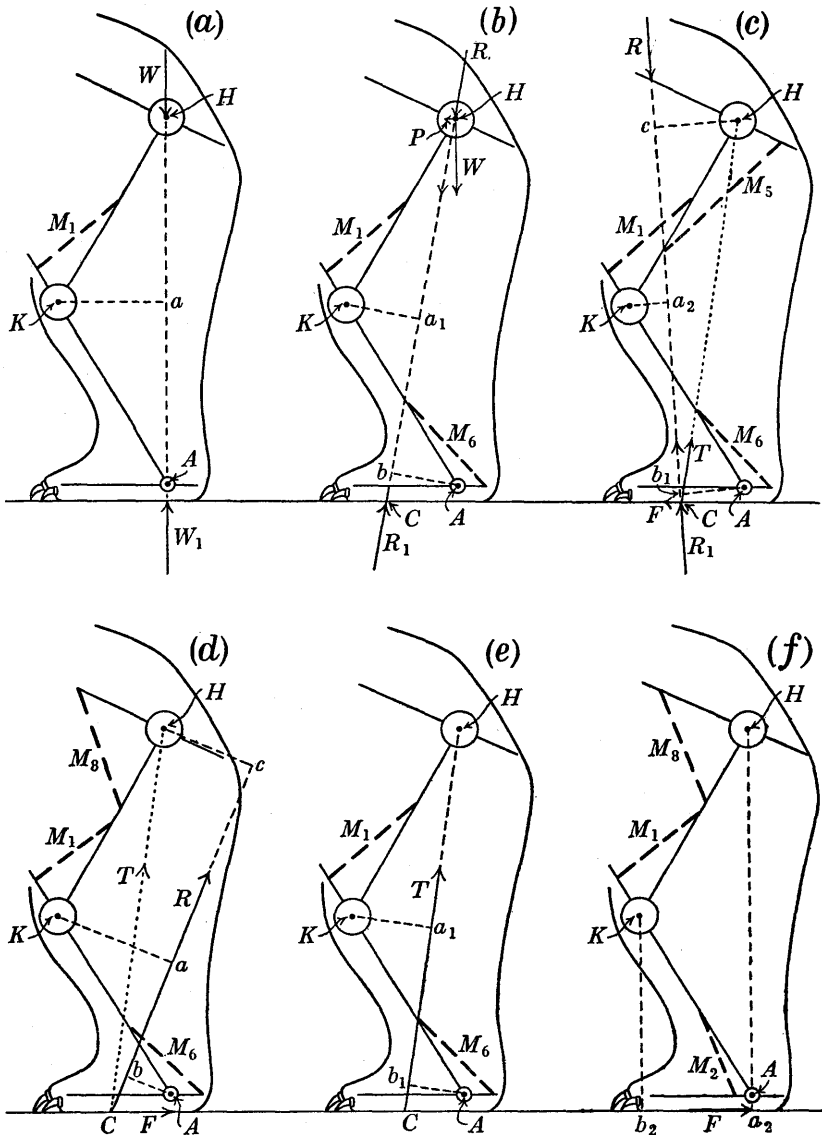 (a)
W
H
M₁
a
K
A
W₁
(b)
R.
H
P
W
M₁
K
a₁
M₆
b
C
A
R₁
(c)
R
H
c
M₅
M₁
K
a₂
M₆
T
b₁
F
C
A
R₁
(d)
H
M₈
c
M₁
T
R
K
a
M₆
b
C
F
A
(e)
H
M₁
T
K
a₁
M₆
b₁
C
A
(f)
H
M₈
M₁
K
M₂
A
b₂
F
a₂